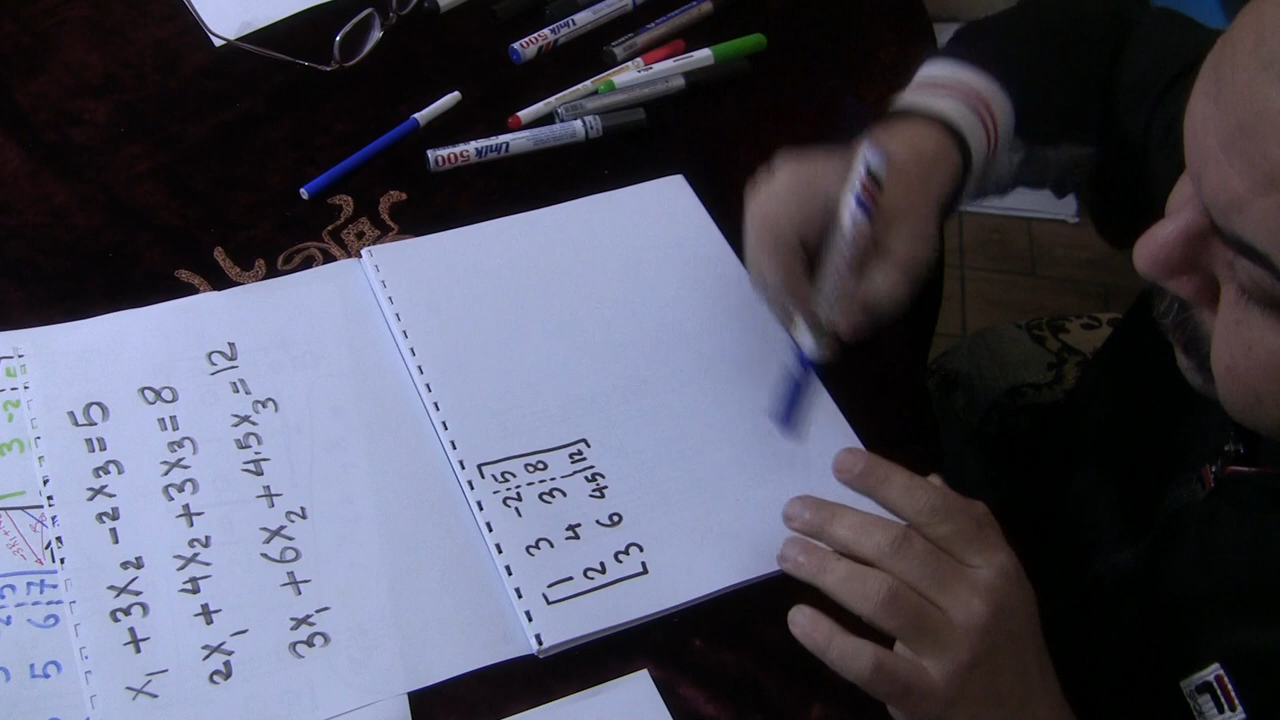 x₁ + 3x₂ - 2x₃ = 5
2x₁ + 4x₂ + 3x₃ = 8
3x₁ + 6x₂ + 4.5x₃ = 12
1 3 -2 5
2 4 3 8
3 6 4.5 12
Unik 500
Unik 500